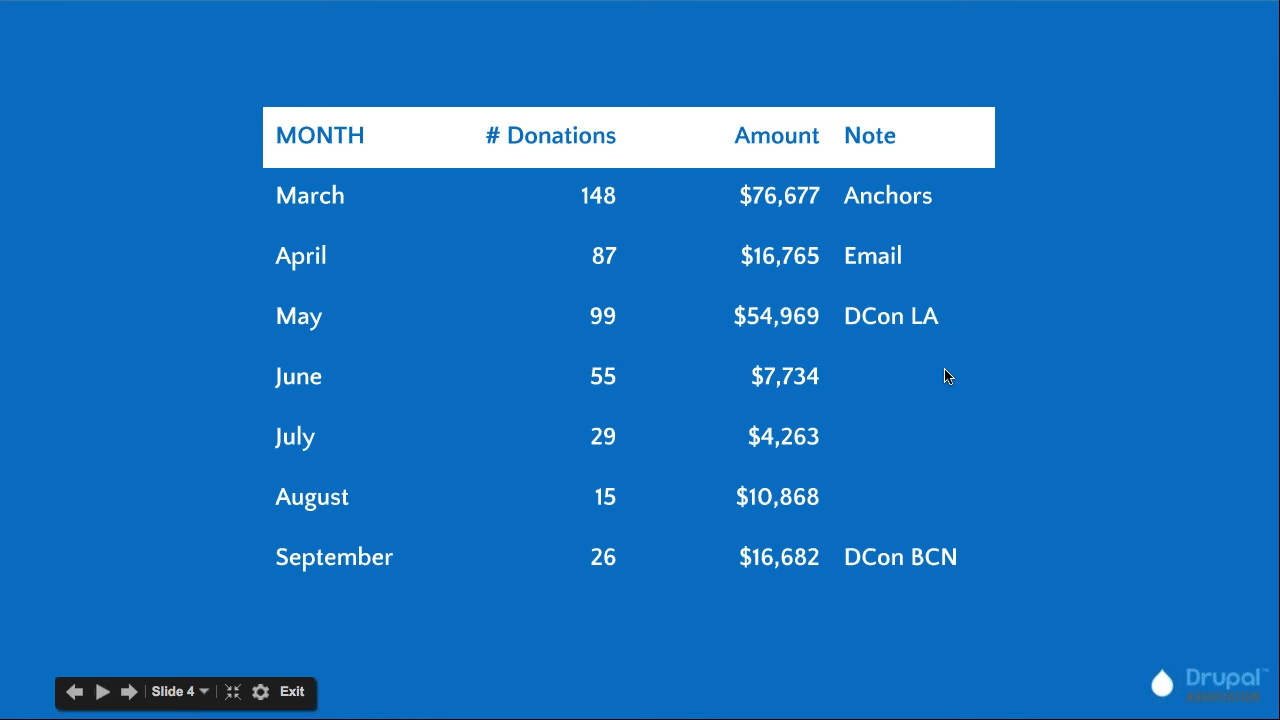 MONTH # Donations Amount Note
March 148 $76,677 Anchors
April 87 $16,765 Email
May 99 $54,969 DCon LA
June 55 $7,734
July 29 $4,263
August 15 $10,868
September 26 $16,682 DCon BCN
Slide 4 Exit
Drupal™